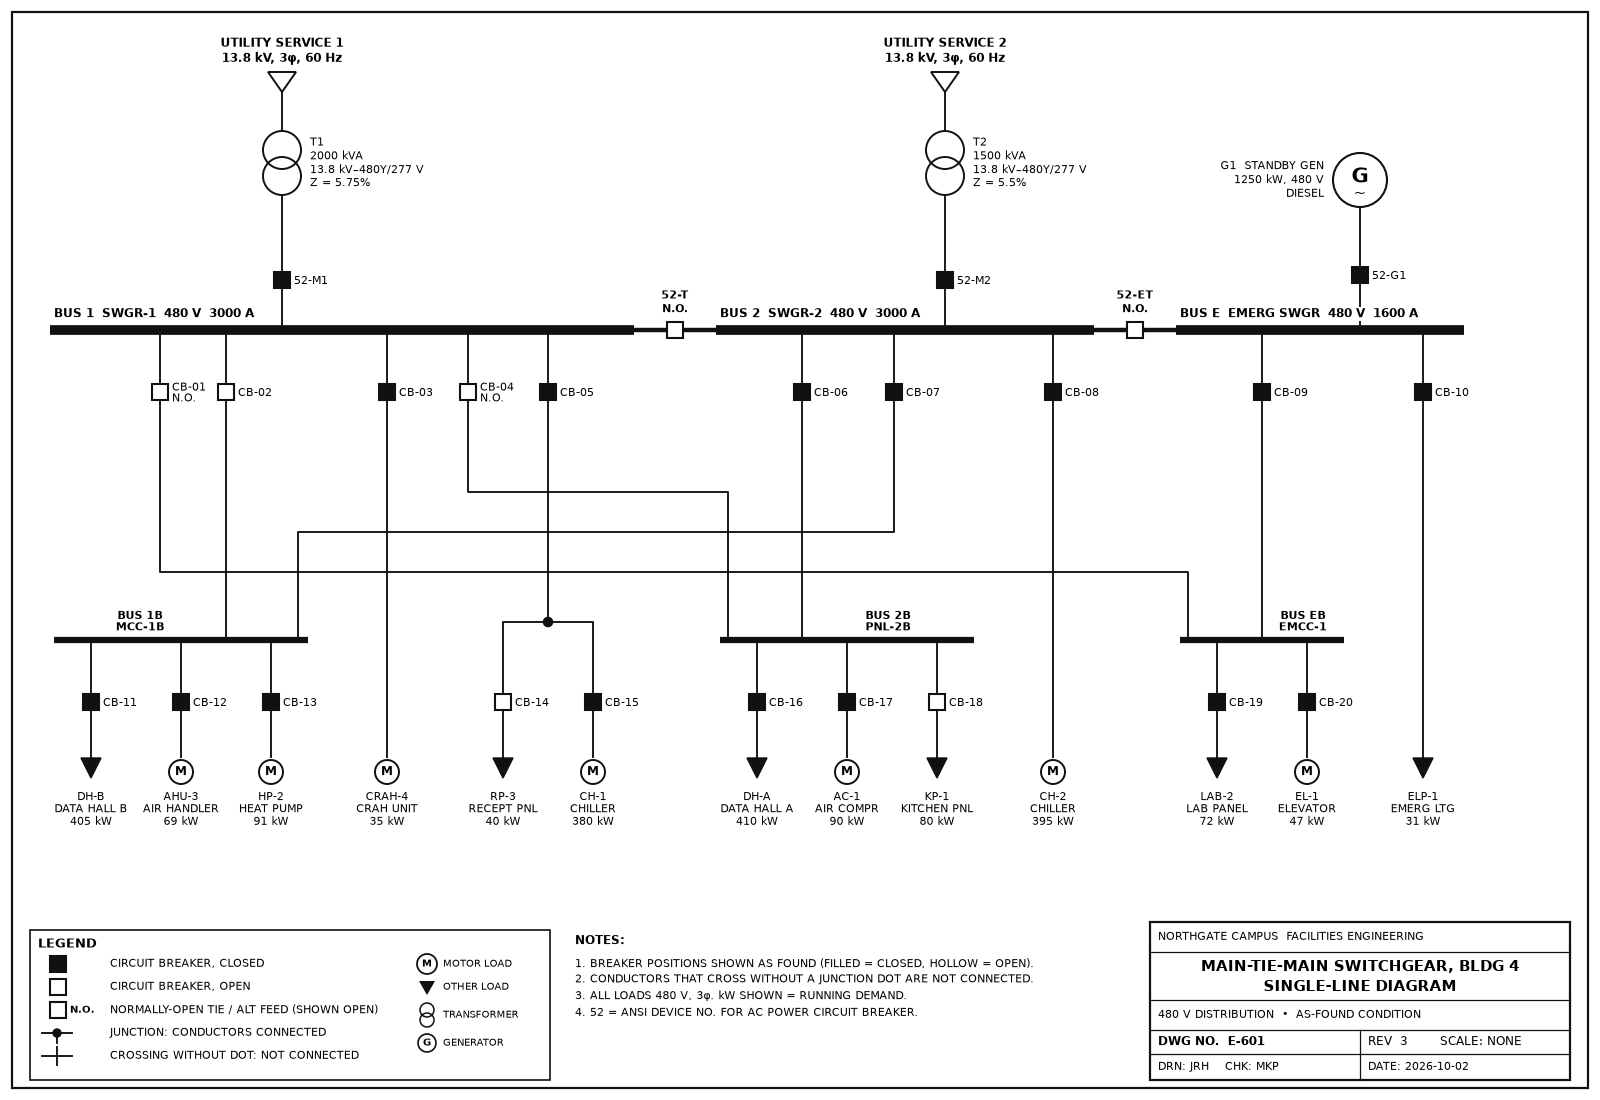 UTILITY SERVICE 1
13.8 kV, 3φ, 60 Hz
UTILITY SERVICE 2
13.8 kV, 3φ, 60 Hz
T1
2000 kVA
13.8 kV–480Y/277 V
Z = 5.75%
T2
1500 kVA
13.8 kV–480Y/277 V
Z = 5.5%
G1 STANDBY GEN
1250 kW, 480 V
DIESEL
G
~
52-M1
52-M2
52-G1
BUS 1 SWGR-1 480 V 3000 A
52-T
N.O.
BUS 2 SWGR-2 480 V 3000 A
52-ET
N.O.
BUS E EMERG SWGR 480 V 1600 A
CB-01
N.O.
CB-02
CB-03
CB-04
N.O.
CB-05
CB-06
CB-07
CB-08
CB-09
CB-10
BUS 1B
MCC-1B
BUS 2B
PNL-2B
BUS EB
EMCC-1
CB-11
CB-12
CB-13
CB-14
CB-15
CB-16
CB-17
CB-18
CB-19
CB-20
M
M
M
M
M
M
M
DH-B
DATA HALL B
405 kW
AHU-3
AIR HANDLER
69 kW
HP-2
HEAT PUMP
91 kW
CRAH-4
CRAH UNIT
35 kW
RP-3
RECEPT PNL
40 kW
CH-1
CHILLER
380 kW
DH-A
DATA HALL A
410 kW
AC-1
AIR COMPR
90 kW
KP-1
KITCHEN PNL
80 kW
CH-2
CHILLER
395 kW
LAB-2
LAB PANEL
72 kW
EL-1
ELEVATOR
47 kW
ELP-1
EMERG LTG
31 kW
LEGEND
CIRCUIT BREAKER, CLOSED
CIRCUIT BREAKER, OPEN
N.O. NORMALLY-OPEN TIE / ALT FEED (SHOWN OPEN)
JUNCTION: CONDUCTORS CONNECTED
CROSSING WITHOUT DOT: NOT CONNECTED
M MOTOR LOAD
OTHER LOAD
TRANSFORMER
G GENERATOR
NOTES:
1. BREAKER POSITIONS SHOWN AS FOUND (FILLED = CLOSED, HOLLOW = OPEN).
2. CONDUCTORS THAT CROSS WITHOUT A JUNCTION DOT ARE NOT CONNECTED.
3. ALL LOADS 480 V, 3φ. kW SHOWN = RUNNING DEMAND.
4. 52 = ANSI DEVICE NO. FOR AC POWER CIRCUIT BREAKER.
NORTHGATE CAMPUS FACILITIES ENGINEERING
MAIN-TIE-MAIN SWITCHGEAR, BLDG 4
SINGLE-LINE DIAGRAM
480 V DISTRIBUTION • AS-FOUND CONDITION
DWG NO. E-601
REV 3 SCALE: NONE
DRN: JRH CHK: MKP
DATE: 2026-10-02